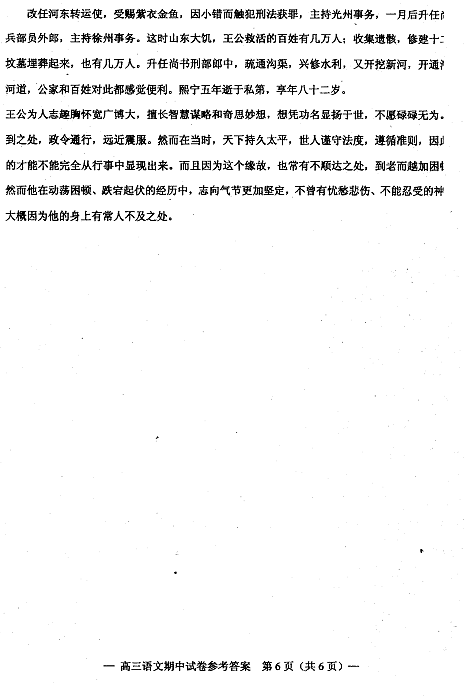 改任河东转运使，受赐紫衣金鱼，因小错而触犯刑法获罪，主持光州事务，一月后升任
兵部员外郎，主持徐州事务。这时山东大饥，王公救活的百姓有几万人；收集遗骸，修建十二
坟墓埋葬起来，也有几万人。升任尚书刑部郎中，疏通沟渠，兴修水利，又开挖新河，开通
河道，公家和百姓对此都感觉便利。熙宁五年逝于私第，享年八十二岁。
王公为人志趣胸怀宽广博大，擅长智慧谋略和奇思妙想，想凭功名显扬于世，不愿碌碌无为。
到之处，政令通行，远近震服。然而在当时，天下持久太平，世人谨守法度，遵循准则，因此
的才能不能完全从行事中显现出来。而且因为这个缘故，也常有不顺达之处，到老而越加困
然而他在动荡困顿、跌宕起伏的经历中，志向气节更加坚定，不曾有忧愁悲伤、不能忍受的神
大概因为他的身上有常人不及之处。
— 高三语文期中试卷参考答案 第6页（共6页）—